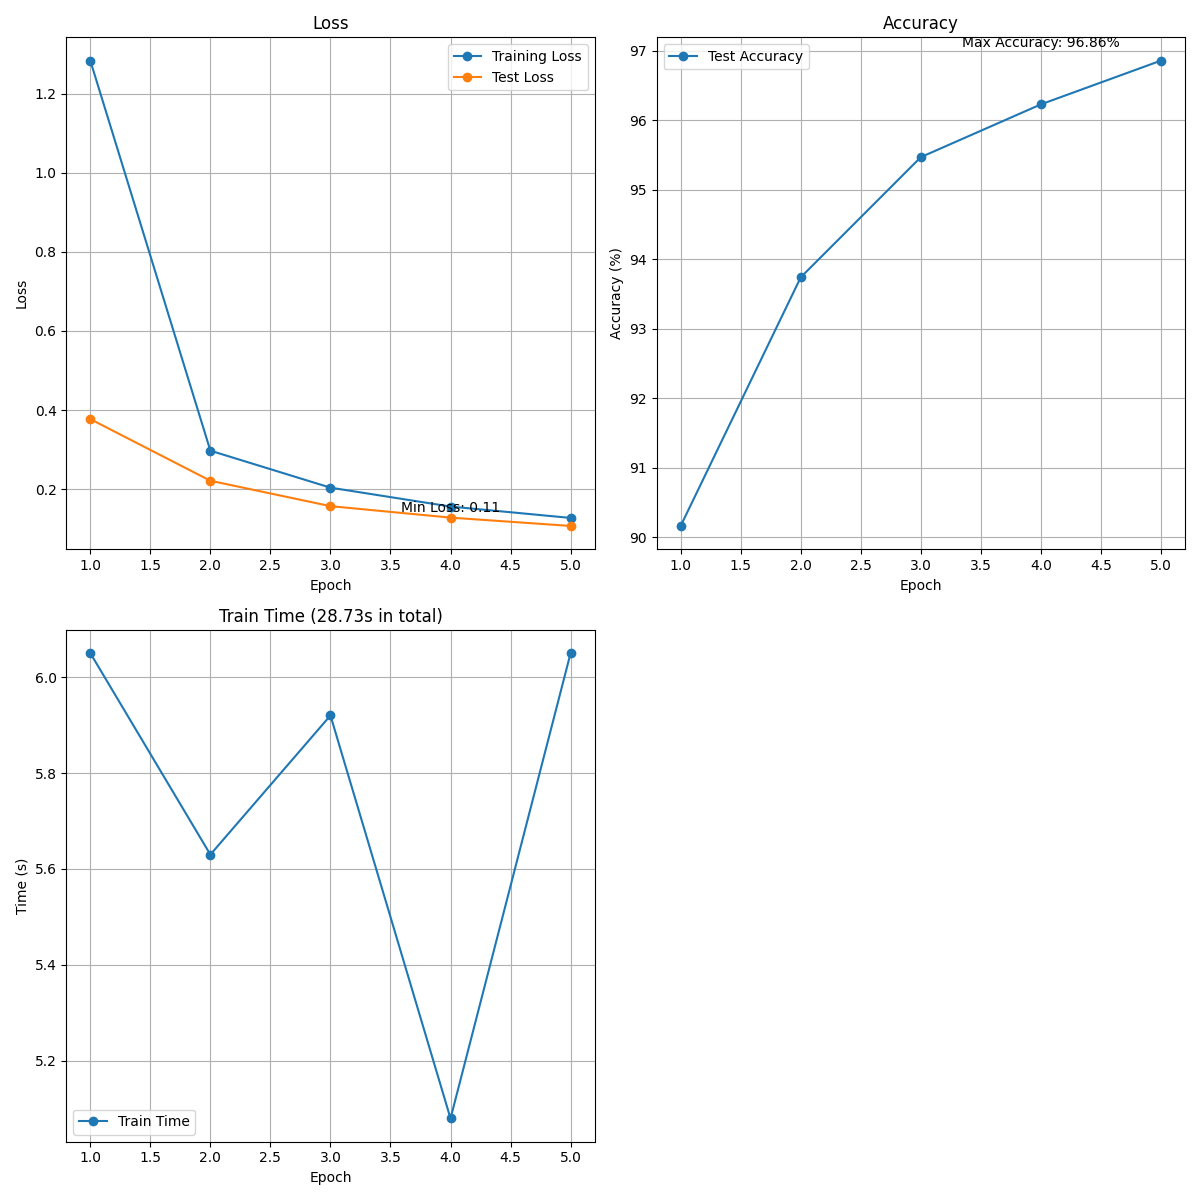 Loss
Training Loss
Test Loss
Min Loss: 0.11
1.2
1.0
0.8
0.6
0.4
0.2
Loss
1.0 1.5 2.0 2.5 3.0 3.5 4.0 4.5 5.0
Epoch
Accuracy
Test Accuracy
Max Accuracy: 96.86%
97
96
95
94
93
92
91
90
Accuracy (%)
1.0 1.5 2.0 2.5 3.0 3.5 4.0 4.5 5.0
Epoch
Train Time (28.73s in total)
6.0
5.8
5.6
5.4
5.2
Time (s)
Train Time
1.0 1.5 2.0 2.5 3.0 3.5 4.0 4.5 5.0
Epoch